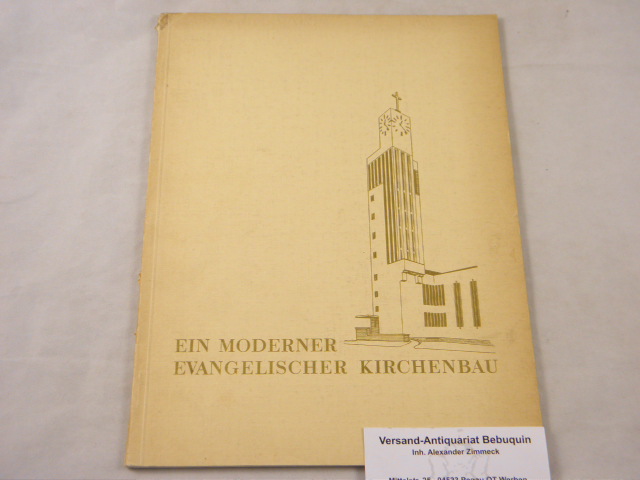 EIN MODERNER
EVANGELISCHER KIRCHENBAU
Versand-Antiquariat Bebuquin
Inh. Alexander Zimmeck